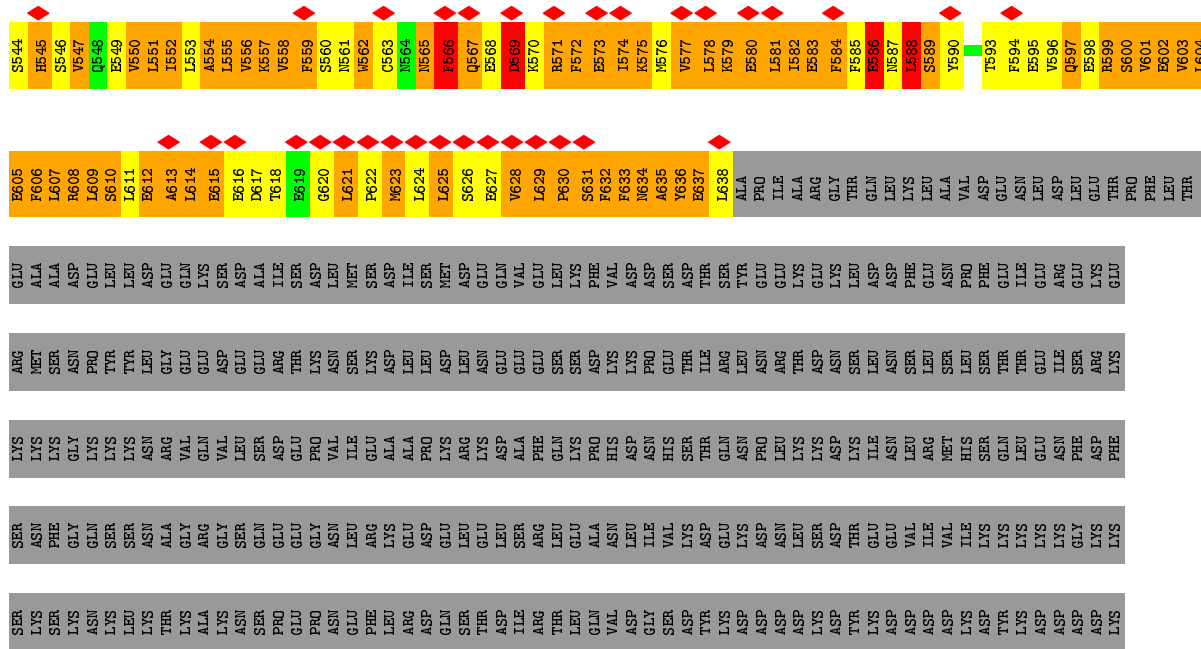 S544 H545 S546 V547 Q548 E549 V550 L551 I552 L553 A554 L555 V556 K557 V558 F559 S560 N561 W562 C563 N564 N565 F566 Q567 E568 D569 K570 R571 F572 E573 I574 K575 M576 V577 L578 K579 E580 L581 I582 E583 F584 F585 E586 N587 L588 S589 Y590 T593 F594 E595 V596 Q597 E598 R599 S600 V601 E602 V603 L604
E605 F606 L607 R608 L609 S610 L611 E612 A613 L614 E615 E616 D617 T618 E619 G620 L621 P622 M623 L624 L625 S626 E627 V628 L629 P630 S631 F632 F633 N634 A635 Y636 E637 L638 ALA PRO ILE ALA ARG GLY THR GLN LEU LYS LEU ALA VAL ASP GLU ASN LEU ASP LEU GLU THR PRO PHE LEU THR
GLU ALA ALA ASP GLU LEU LEU ASP GLU GLN LYS SER ASP ALA ILE SER ASP LEU MET SER ASP ILE SER MET ASP GLU GLN VAL GLU LEU LYS PHE VAL ASP ASP SER ASP THR SER TYR GLU GLU LYS GLU LYS LEU ASP ASP PHE GLU ASN PRO PHE GLU ILE GLU ARG GLU LYS GLU
ARG MET SER ASN PRO TYR TYR LEU GLY GLU GLU ASP GLU GLU ARG THR LYS ASN SER LYS ASP LEU LEU ASP LEU ASN GLU GLU GLU SER SER ASP LYS LYS PRO GLU THR ILE ARG LEU ASN ARG THR ASP ASN SER LEU ASN SER LEU SER LEU SER THR THR GLU ILE SER ARG LYS
LYS LYS LYS GLY LYS LYS LYS ASN ARG VAL GLN VAL LEU SER ASP GLU PRO VAL ILE GLU ALA ALA PRO LYS ARG LYS ASP ALA PHE GLN LYS PRO HIS ASP ASN HIS SER THR GLN ASN PRO LEU LYS LYS ASP LYS ILE ASN LEU ARG MET HIS SER GLN LEU GLU ASN PHE ASP PHE
SER ASN PHE GLY GLN SER SER ASN ALA GLY ARG GLY SER GLN GLU GLY ASN LEU ARG LYS GLU ASP GLU LEU GLU LEU SER ARG LEU GLU ALA ASN LEU ILE VAL LYS ASP GLU LYS ASP ASN LEU SER ASP THR GLU GLU VAL ILE VAL ILE LYS LYS LYS LYS LYS GLY LYS LYS
SER LYS SER LYS ASN LYS LEU LYS THR LYS ALA LYS ASN SER PRO GLU PRO ASN GLU PHE LEU ARG ASP GLN SER THR ASP ILE ARG THR LEU GLN VAL ASP GLY SER ASP TYR LYS ASP ASP ASP ASP LYS ASP TYR LYS ASP ASP ASP ASP LYS ASP TYR LYS ASP ASP ASP ASP LYS